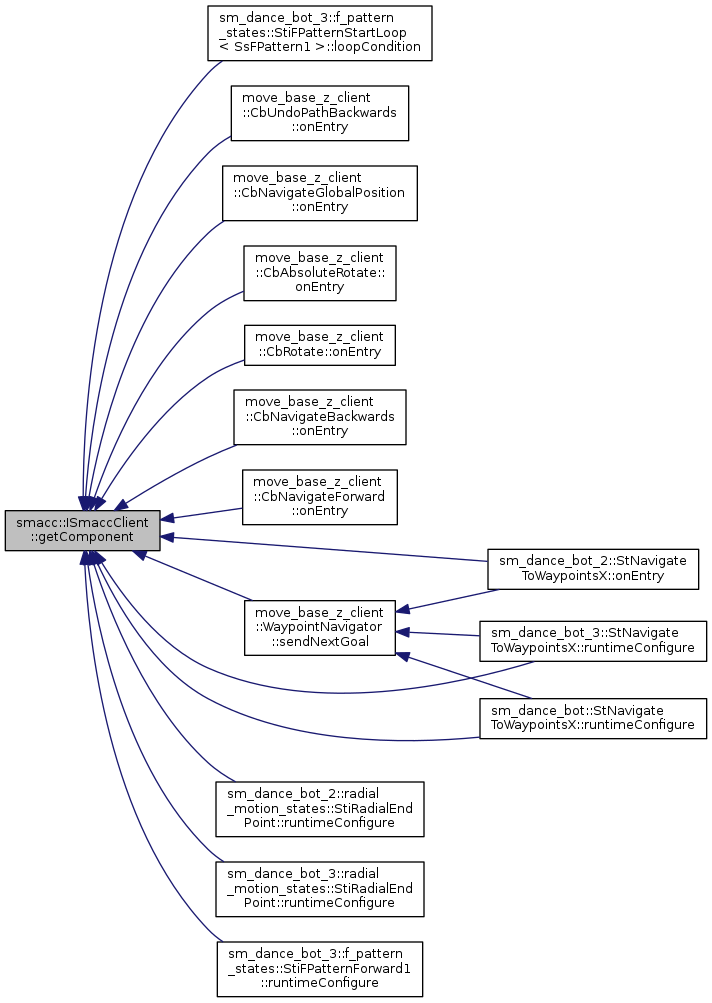 sm_dance_bot_3::f_pattern
_states::StiFPatternStartLoop
< SsFPattern1 >::loopCondition
move_base_z_client
::CbUndoPathBackwards
::onEntry
move_base_z_client
::CbNavigateGlobalPosition
::onEntry
move_base_z_client
::CbAbsoluteRotate::
onEntry
move_base_z_client
::CbRotate::onEntry
move_base_z_client
::CbNavigateBackwards
::onEntry
move_base_z_client
::CbNavigateForward
::onEntry
smacc::ISmaccClient
::getComponent
sm_dance_bot_2::StNavigate
ToWaypointsX::onEntry
move_base_z_client
::WaypointNavigator
::sendNextGoal
sm_dance_bot_3::StNavigate
ToWaypointsX::runtimeConfigure
sm_dance_bot::StNavigate
ToWaypointsX::runtimeConfigure
sm_dance_bot_2::radial
_motion_states::StiRadialEnd
Point::runtimeConfigure
sm_dance_bot_3::radial
_motion_states::StiRadialEnd
Point::runtimeConfigure
sm_dance_bot_3::f_pattern
_states::StiFPatternForward1
::runtimeConfigure